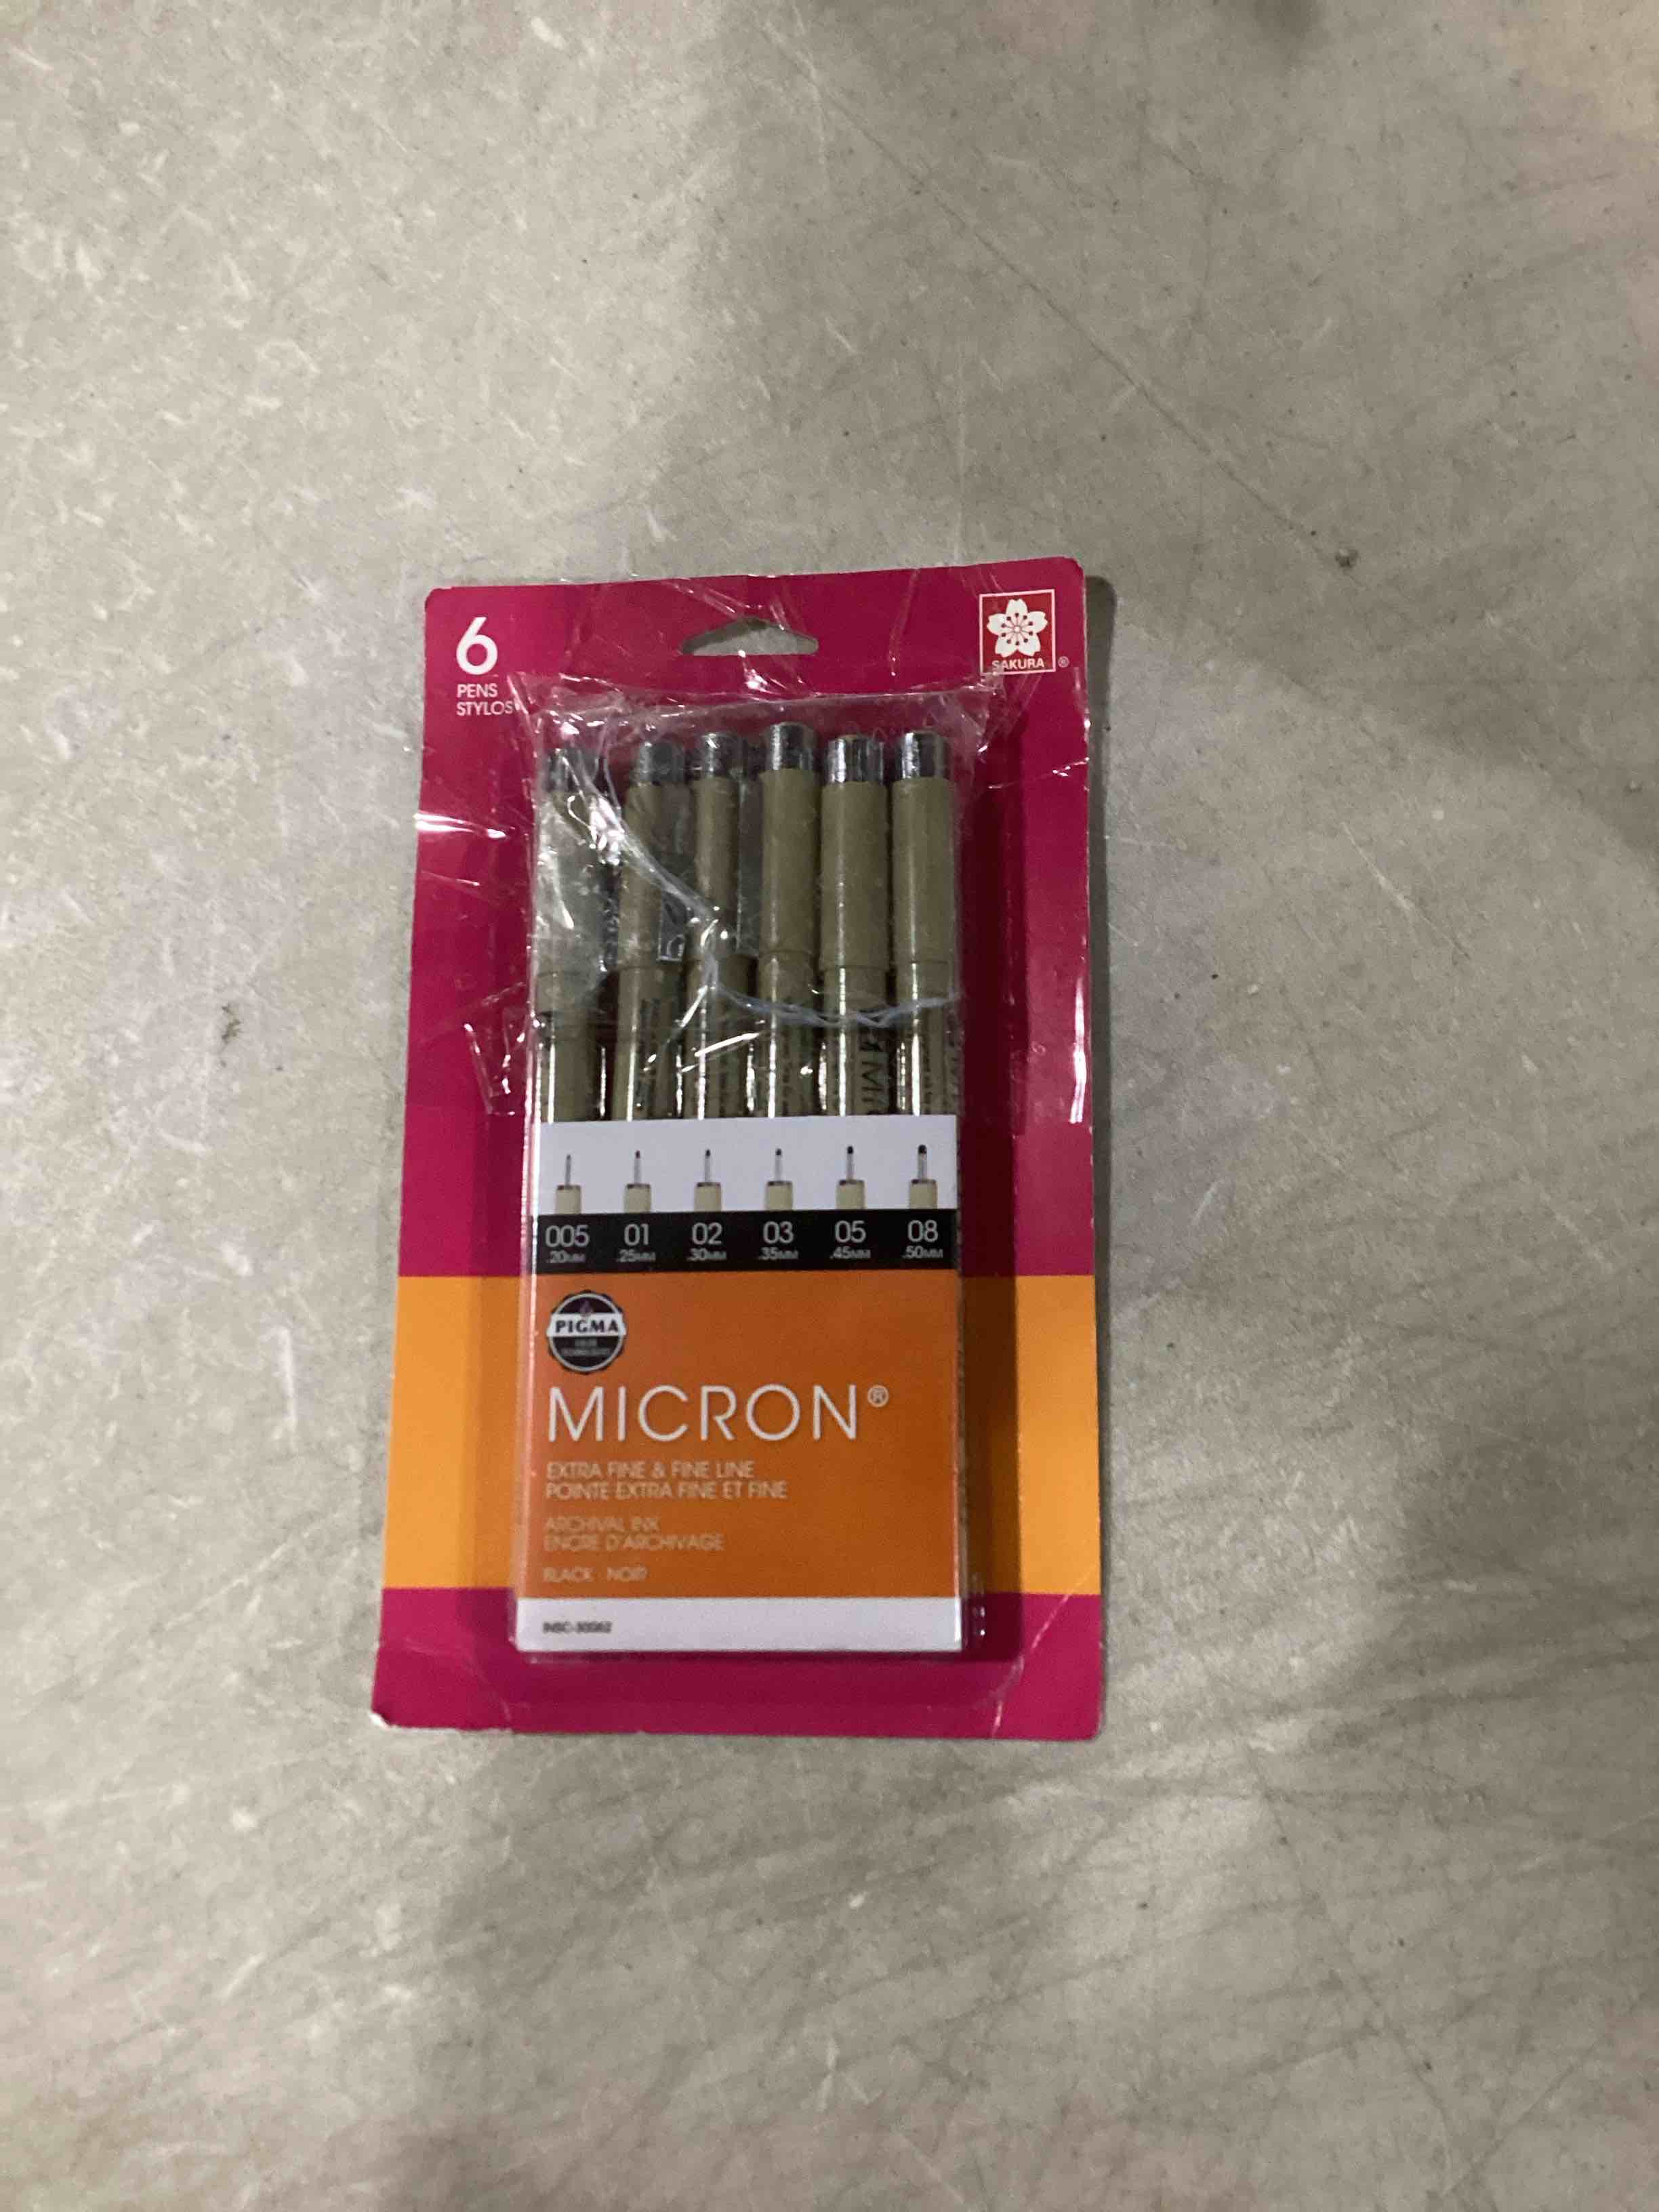 6
PENS
STYLOS
SAKURA ®
005 01 02 03 05 08
.20MM .25MM .30MM .35MM .45MM .50MM
PIGMA
MICRON®
EXTRA FINE & FINE LINE
POINTE EXTRA FINE ET FINE
ARCHIVAL INK
ENCRE D'ARCHIVAGE
BLACK · NOIR